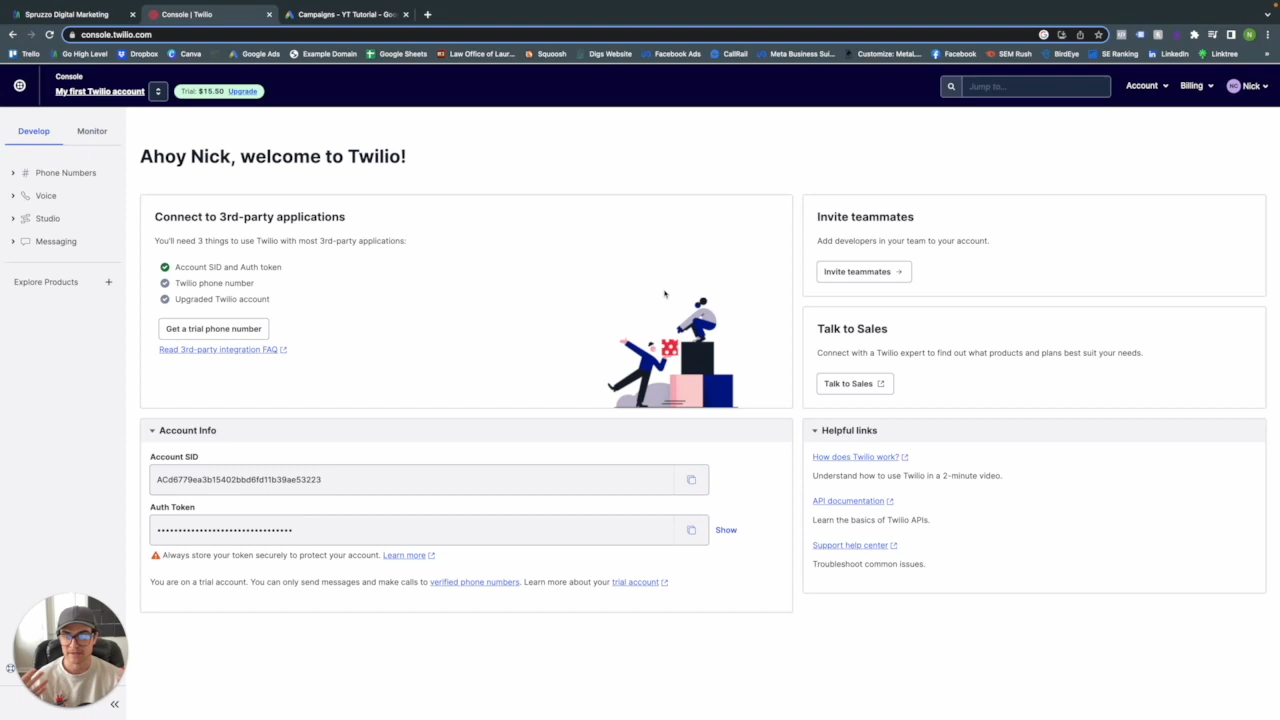 Spruzzo Digital Marketing
Console | Twilio
Campaigns – YT Tutorial – Goo
console.twilio.com
Trello
Go High Level
Dropbox
Canva
Google Ads
Example Domain
Google Sheets
Law Office of Laur...
Squoosh
Digs Website
Facebook Ads
CallRail
Meta Business Sui...
Customize: MetaL...
Facebook
SEM Rush
BirdEye
SE Ranking
LinkedIn
Linktree
Console
My first Twilio account
Trial: $15.50 Upgrade
Jump to...
Account
Billing
NC Nick
Develop
Monitor
Phone Numbers
Voice
Studio
Messaging
Explore Products
Ahoy Nick, welcome to Twilio!
Connect to 3rd-party applications
You'll need 3 things to use Twilio with most 3rd-party applications:
Account SID and Auth token
Twilio phone number
Upgraded Twilio account
Get a trial phone number
Read 3rd-party integration FAQ
Invite teammates
Add developers in your team to your account.
Invite teammates
Talk to Sales
Connect with a Twilio expert to find out what products and plans best suit your needs.
Talk to Sales
Account Info
Account SID
ACd6779ea3b15402bbd6fd11b39ae53223
Auth Token
Show
Always store your token securely to protect your account. Learn more
You are on a trial account. You can only send messages and make calls to verified phone numbers. Learn more about your trial account
Helpful links
How does Twilio work?
Understand how to use Twilio in a 2-minute video.
API documentation
Learn the basics of Twilio APIs.
Support help center
Troubleshoot common issues.